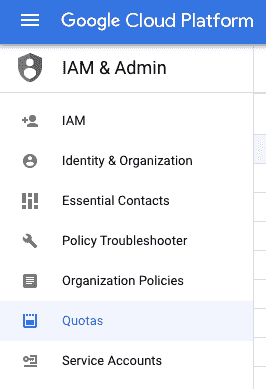 Google Cloud Platform
IAM & Admin
IAM
Identity & Organization
Essential Contacts
Policy Troubleshooter
Organization Policies
Quotas
Service Accounts